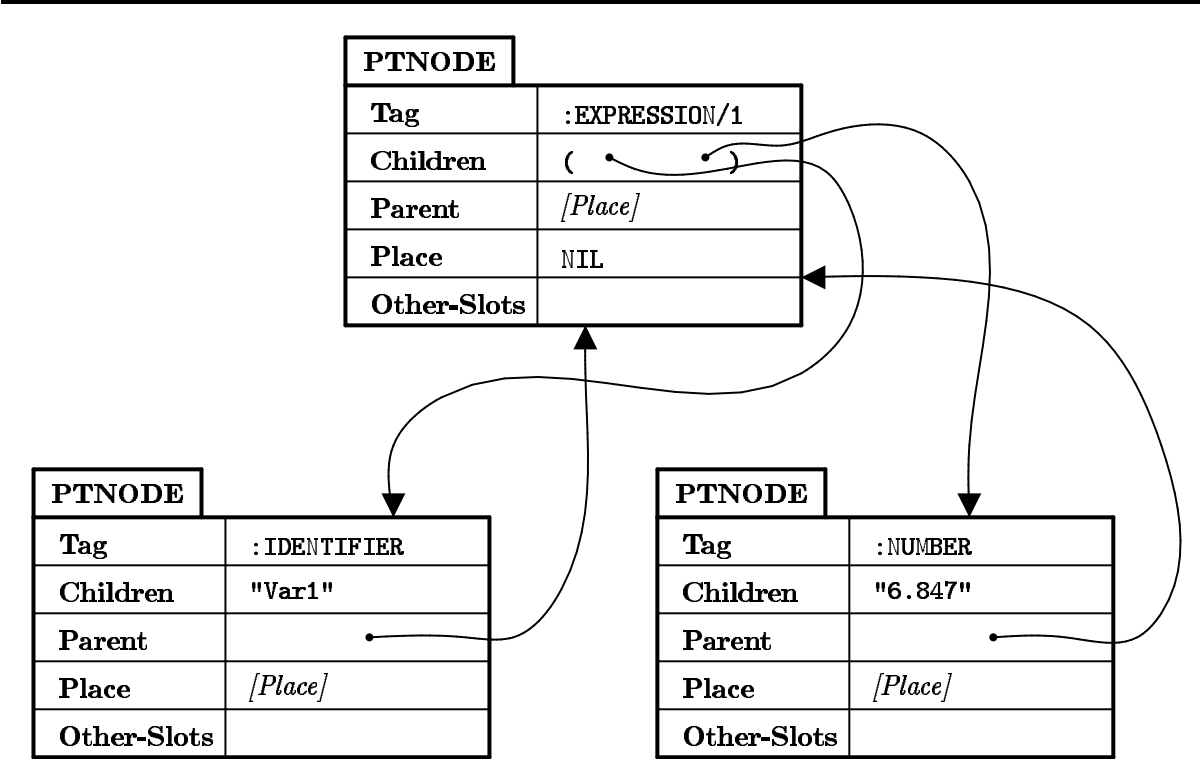 PTNODE
Tag :EXPRESSION/1
Children ( )
Parent [Place]
Place NIL
Other-Slots
PTNODE
Tag :IDENTIFIER
Children "Var1"
Parent
Place [Place]
Other-Slots
PTNODE
Tag :NUMBER
Children "6.847"
Parent
Place [Place]
Other-Slots